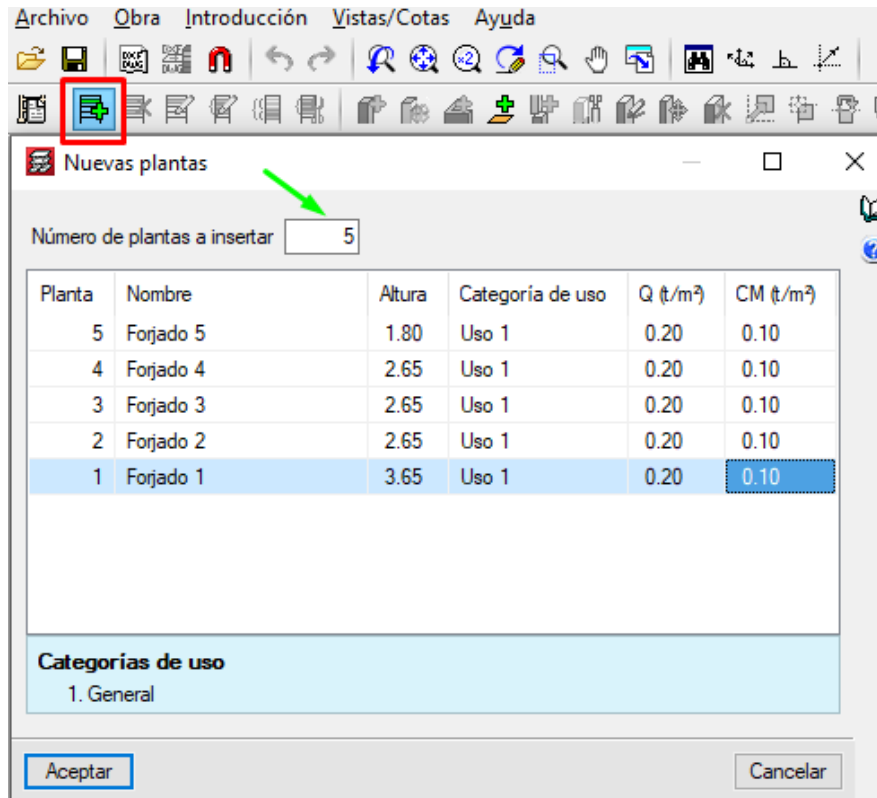 Archivo Obra Introducción Vistas/Cotas Ayuda
Nuevas plantas
Número de plantas a insertar 5
Planta Nombre Altura Categoría de uso Q (t/m²) CM (t/m²)
5 Forjado 5 1.80 Uso 1 0.20 0.10
4 Forjado 4 2.65 Uso 1 0.20 0.10
3 Forjado 3 2.65 Uso 1 0.20 0.10
2 Forjado 2 2.65 Uso 1 0.20 0.10
1 Forjado 1 3.65 Uso 1 0.20 0.10
Categorías de uso
1. General
Aceptar Cancelar